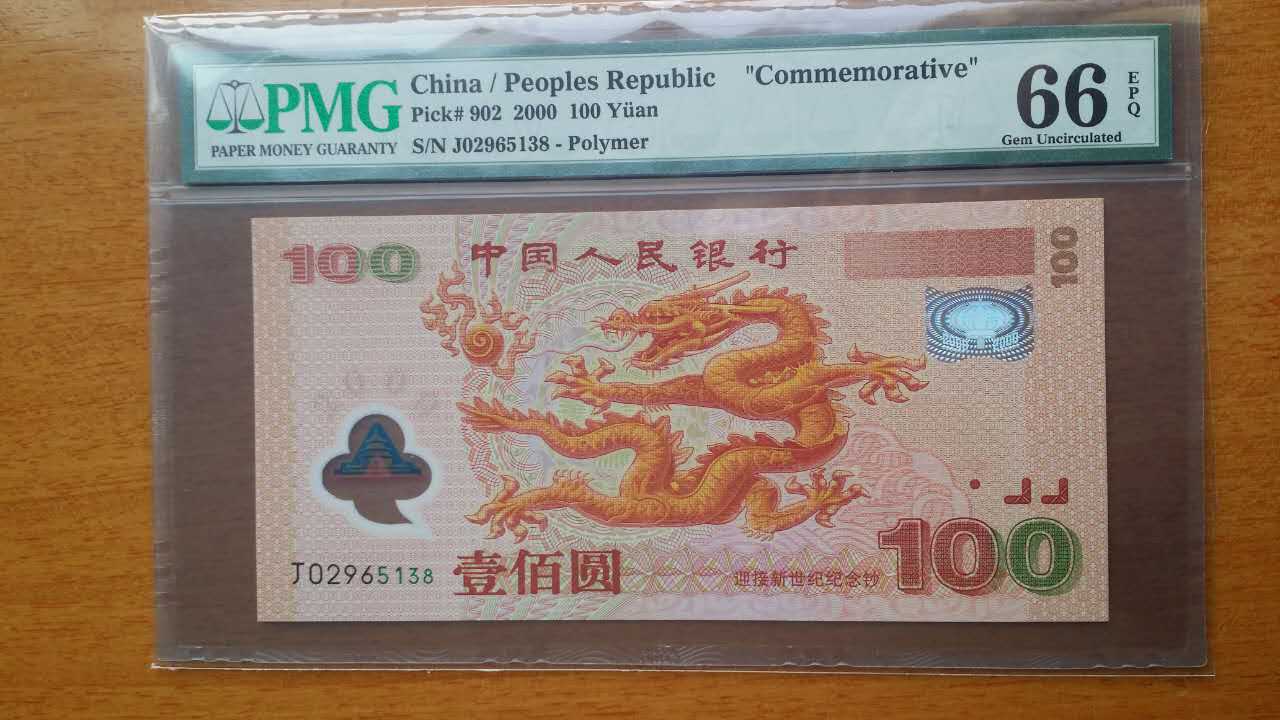 PMG
PAPER MONEY GUARANTY
China / Peoples Republic "Commemorative"
Pick# 902 2000 100 Yüan
S/N J02965138 - Polymer
66
EPQ
Gem Uncirculated
100
中国人民银行
100
J02965138
壹佰圆
迎接新世纪纪念钞
100